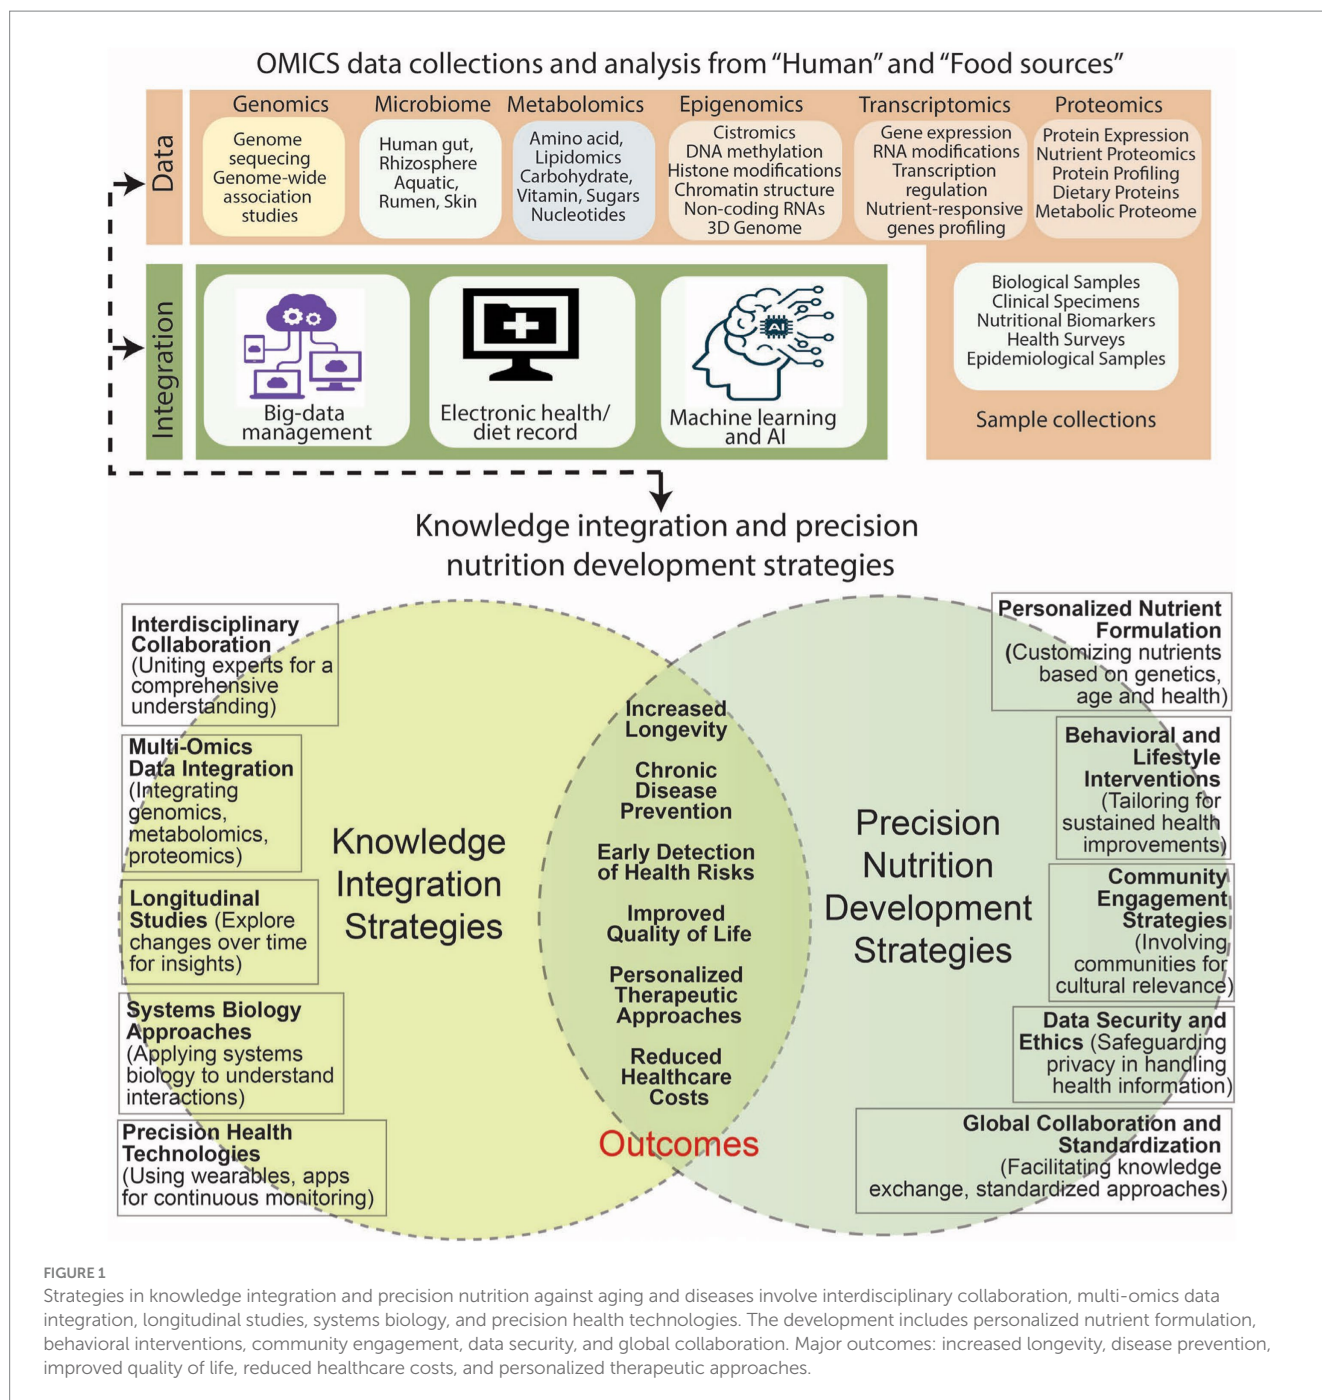 OMICS data collections and analysis from “Human” and “Food sources”
Data
Genomics
Genome
sequecing
Genome-wide
association
studies
Microbiome
Human gut,
Rhizosphere
Aquatic,
Rumen, Skin
Metabolomics
Amino acid,
Lipidomics
Carbohydrate,
Vitamin, Sugars
Nucleotides
Epigenomics
Cistromics
DNA methylation
Histone modifications
Chromatin structure
Non-coding RNAs
3D Genome
Transcriptomics
Gene expression
RNA modifications
Transcription
regulation
Nutrient-responsive
genes profiling
Proteomics
Protein Expression
Nutrient Proteomics
Protein Profiling
Dietary Proteins
Metabolic Proteome
Integration
Big-data
management
Electronic health/
diet record
AI
Machine learning
and AI
Biological Samples
Clinical Specimens
Nutritional Biomarkers
Health Surveys
Epidemiological Samples
Sample collections
Knowledge integration and precision
nutrition development strategies
Interdisciplinary
Collaboration
(Uniting experts for a
comprehensive
understanding)
Multi-Omics
Data Integration
(Integrating
genomics,
metabolomics,
proteomics)
Longitudinal
Studies (Explore
changes over time
for insights)
Systems Biology
Approaches
(Applying systems
biology to understand
interactions)
Precision Health
Technologies
(Using wearables, apps
for continuous monitoring)
Knowledge
Integration
Strategies
Increased
Longevity
Chronic
Disease
Prevention
Early Detection
of Health Risks
Improved
Quality of Life
Personalized
Therapeutic
Approaches
Reduced
Healthcare
Costs
Outcomes
Precision
Nutrition
Development
Strategies
Personalized Nutrient
Formulation
(Customizing nutrients
based on genetics,
age and health)
Behavioral and
Lifestyle
Interventions
(Tailoring for
sustained health
improvements)
Community
Engagement
Strategies
(Involving
communities for
cultural relevance)
Data Security and
Ethics (Safeguarding
privacy in handling
health information)
Global Collaboration and
Standardization
(Facilitating knowledge
exchange, standardized approaches)
FIGURE 1
Strategies in knowledge integration and precision nutrition against aging and diseases involve interdisciplinary collaboration, multi-omics data
integration, longitudinal studies, systems biology, and precision health technologies. The development includes personalized nutrient formulation,
behavioral interventions, community engagement, data security, and global collaboration. Major outcomes: increased longevity, disease prevention,
improved quality of life, reduced healthcare costs, and personalized therapeutic approaches.